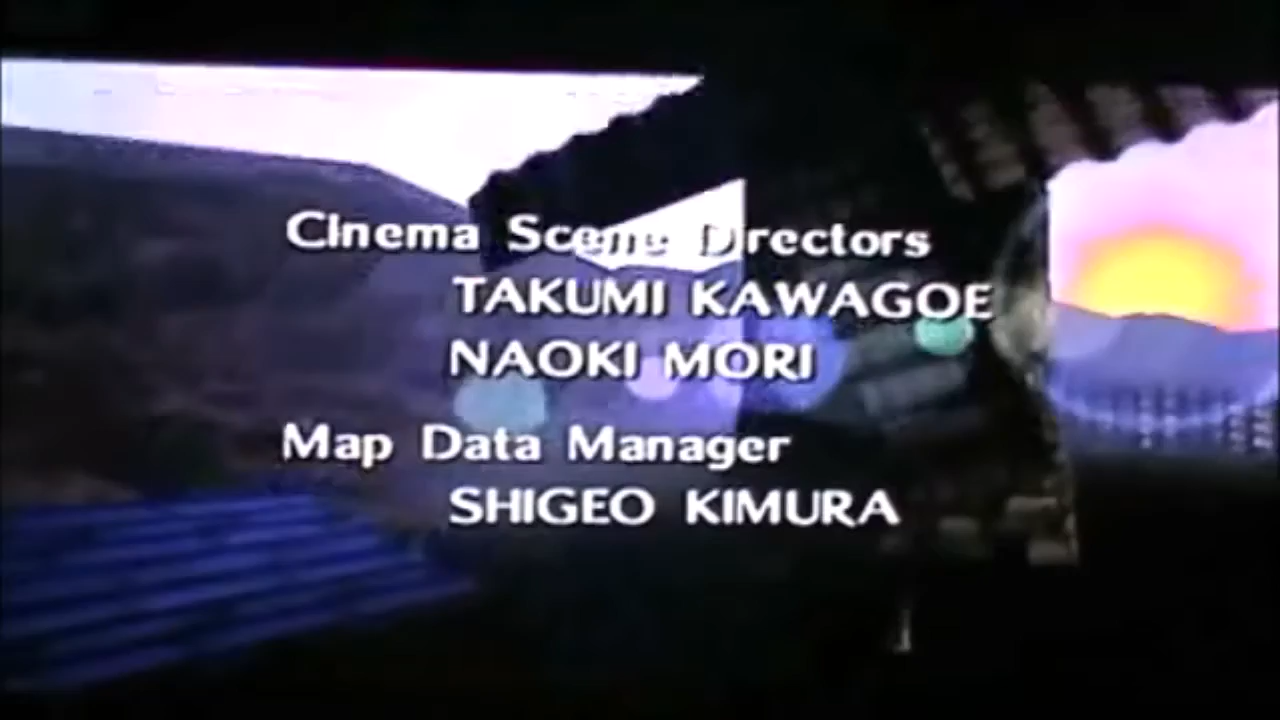 Cinema Scene Directors
TAKUMI KAWAGOE
NAOKI MORI
Map Data Manager
SHIGEO KIMURA